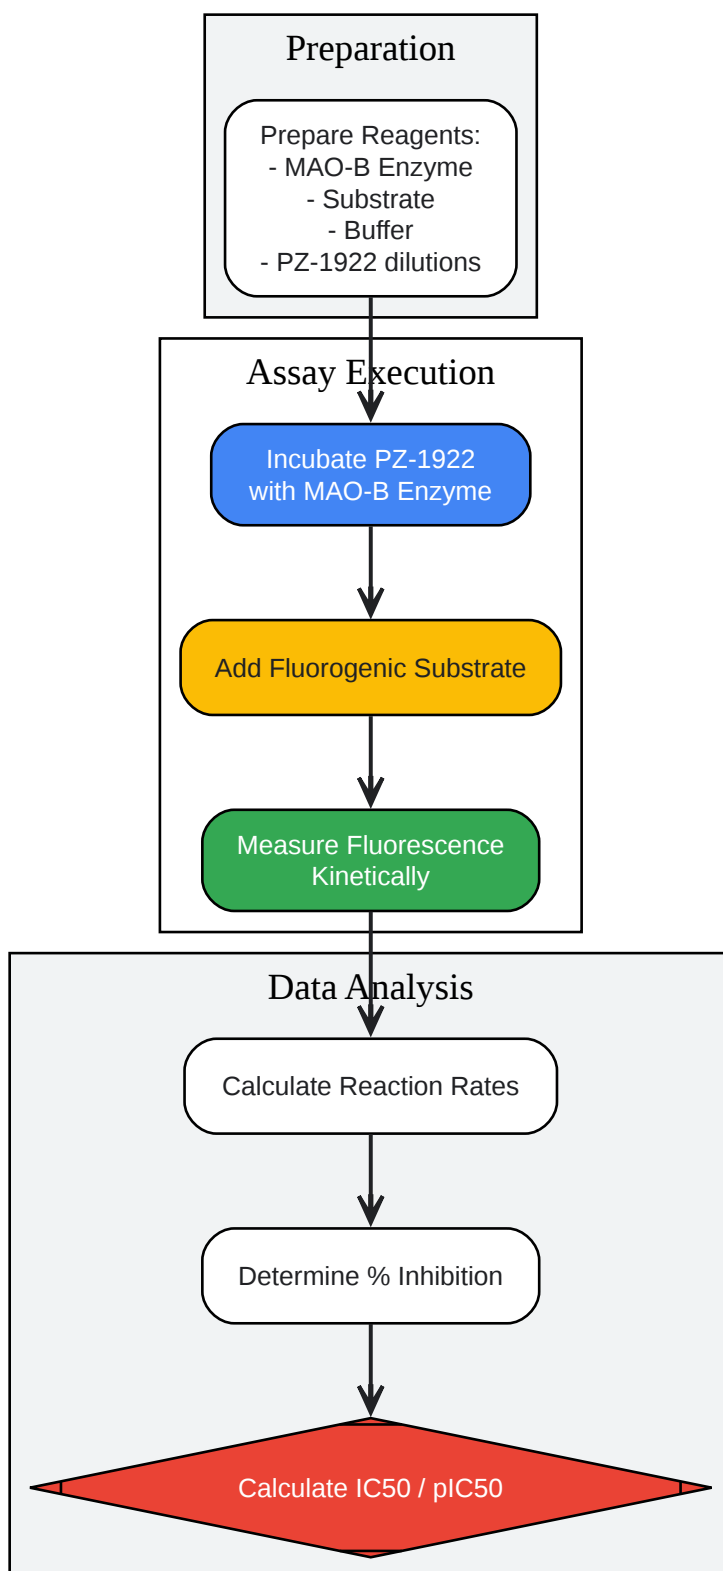 Preparation
Prepare Reagents:
- MAO-B Enzyme
- Substrate
- Buffer
- PZ-1922 dilutions
Assay Execution
Incubate PZ-1922
with MAO-B Enzyme
Add Fluorogenic Substrate
Measure Fluorescence
Kinetically
Data Analysis
Calculate Reaction Rates
Determine % Inhibition
Calculate IC50 / pIC50